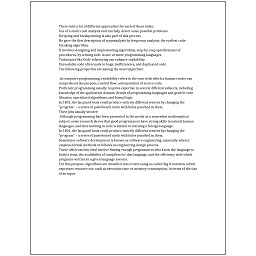 There exist a lot of different approaches for each of those tasks.
Use of a static code analysis tool can help detect some possible problems.
Scripting and breakpointing is also part of this process.
He gave the first description of cryptanalysis by frequency analysis, the earliest code-breaking algorithm.
It involves designing and implementing algorithms, step-by-step specifications of procedures, by writing code in one or more programming languages.
Techniques like Code refactoring can enhance readability.
Unreadable code often leads to bugs, inefficiencies, and duplicated code.
The following properties are among the most important:
In computer programming, readability refers to the ease with which a human reader can comprehend the purpose, control flow, and operation of source code.
Proficient programming usually requires expertise in several different subjects, including knowledge of the application domain, details of programming languages and generic code libraries, specialized algorithms, and formal logic.
In 1801, the Jacquard loom could produce entirely different weaves by changing the "program" – a series of pasteboard cards with holes punched in them.
Their jobs usually involve:
Although programming has been presented in the media as a somewhat mathematical subject, some research shows that good programmers have strong skills in natural human languages, and that learning to code is similar to learning a foreign language.
In 1801, the Jacquard loom could produce entirely different weaves by changing the "program" – a series of pasteboard cards with holes punched in them.
Sometimes software development is known as software engineering, especially when it employs formal methods or follows an engineering design process.
Trade-offs from this ideal involve finding enough programmers who know the language to build a team, the availability of compilers for that language, and the efficiency with which programs written in a given language execute.
For this purpose, algorithms are classified into orders using so-called Big O notation, which expresses resource use, such as execution time or memory consumption, in terms of the size of an input.